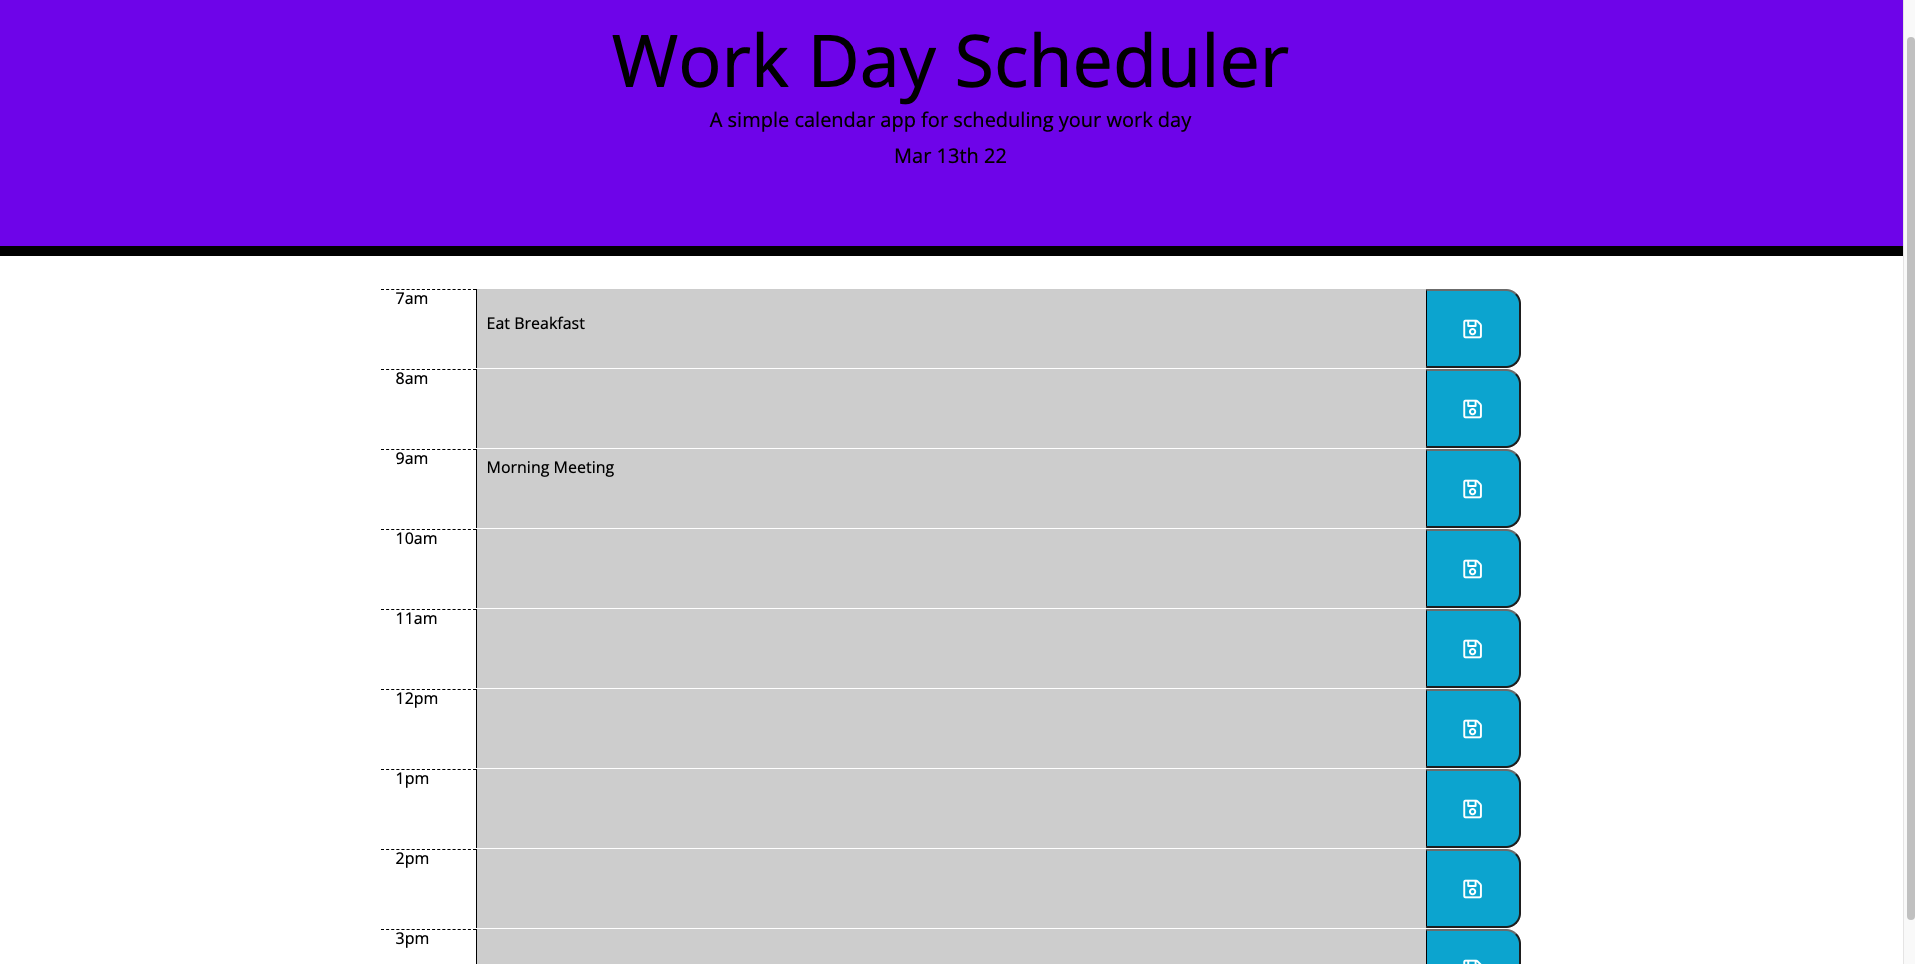 Work Day Scheduler
A simple calendar app for scheduling your work day
Mar 13th 22
7am
Eat Breakfast
8am
9am
Morning Meeting
10am
11am
12pm
1pm
2pm
3pm